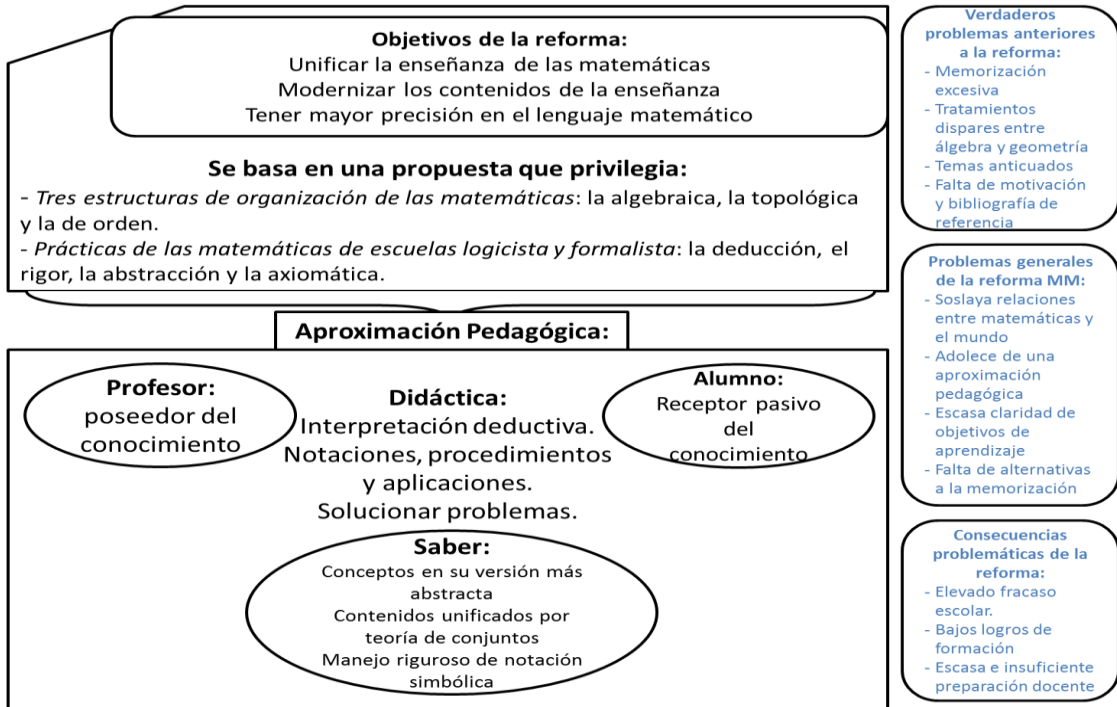 Objetivos de la reforma:
Unificar la enseñanza de las matemáticas
Modernizar los contenidos de la enseñanza
Tener mayor precisión en el lenguaje matemático
Se basa en una propuesta que privilegia:
- Tres estructuras de organización de las matemáticas: la algebraica, la topológica
y la de orden.
- Prácticas de las matemáticas de escuelas logicista y formalista: la deducción, el
rigor, la abstracción y la axiomática.
Aproximación Pedagógica:
Profesor:
poseedor del
conocimiento
Didáctica:
Interpretación deductiva.
Notaciones, procedimientos
y aplicaciones.
Solucionar problemas.
Alumno:
Receptor pasivo
del
conocimiento
Saber:
Conceptos en su versión más
abstracta
Contenidos unificados por
teoría de conjuntos
Manejo riguroso de notación
simbólica
Verdaderos
problemas anteriores
a la reforma:
- Memorización
excesiva
- Tratamientos
dispares entre
álgebra y geometría
- Temas anticuados
- Falta de motivación
y bibliografía de
referencia
Problemas generales
de la reforma MM:
- Soslaya relaciones
entre matemáticas y
el mundo
- Adolece de una
aproximación
pedagógica
- Escasa claridad de
objetivos de
aprendizaje
- Falta de alternativas
a la memorización
Consecuencias
problemáticas de la
reforma:
- Elevado fracaso
escolar.
- Bajos logros de
formación
- Escasa e insuficiente
preparación docente